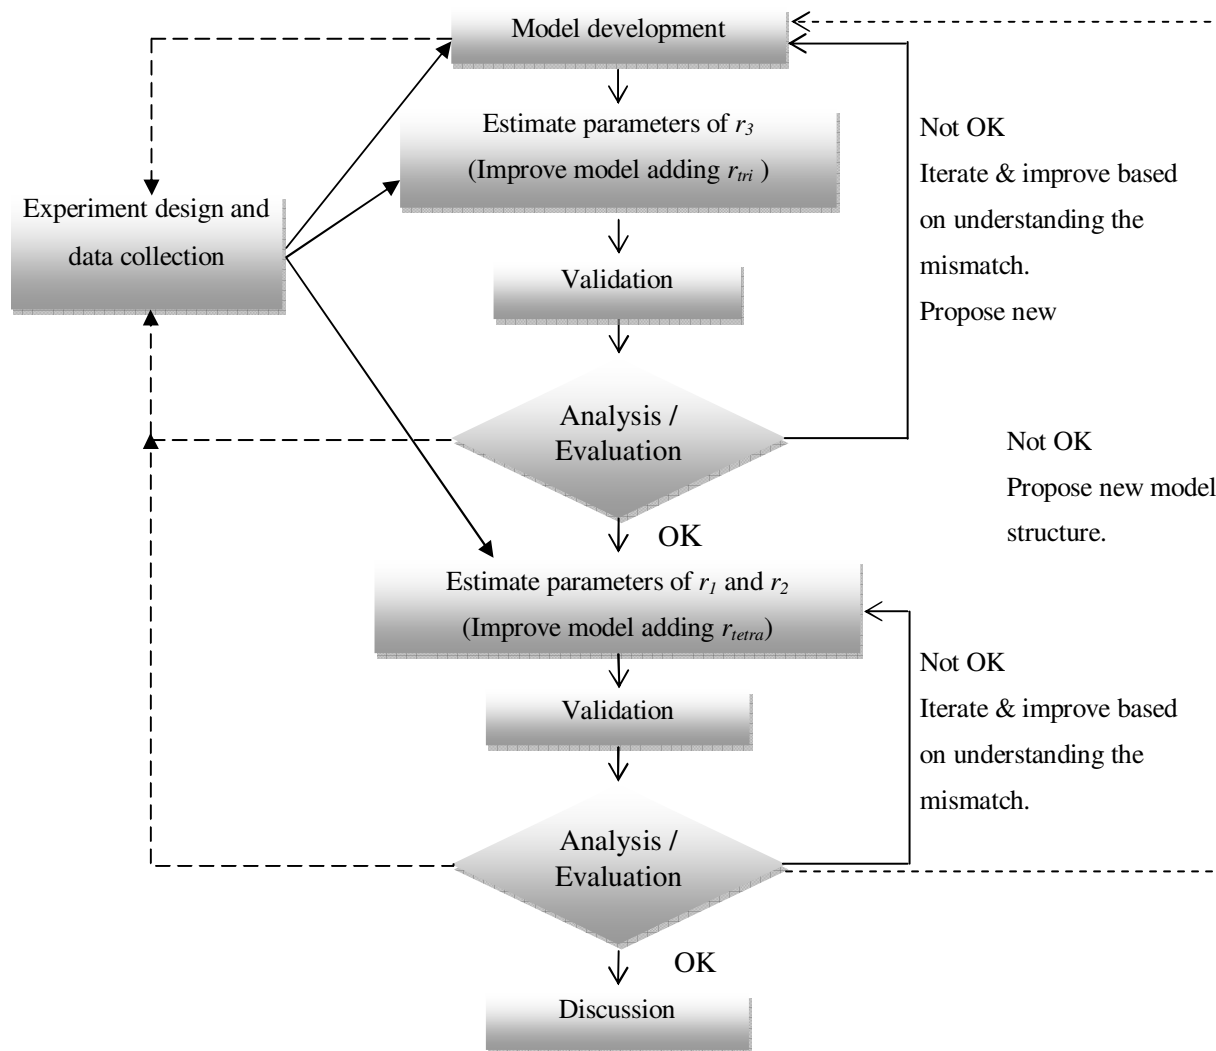 Model development
Estimate parameters of r3
(Improve model adding rtri )
Not OK
Iterate & improve based
on understanding the
mismatch.
Propose new
Experiment design and
data collection
Validation
Analysis /
Evaluation
Not OK
Propose new model
structure.
OK
Estimate parameters of r1 and r2
(Improve model adding rtetra)
Not OK
Iterate & improve based
on understanding the
mismatch.
Validation
Analysis /
Evaluation
OK
Discussion